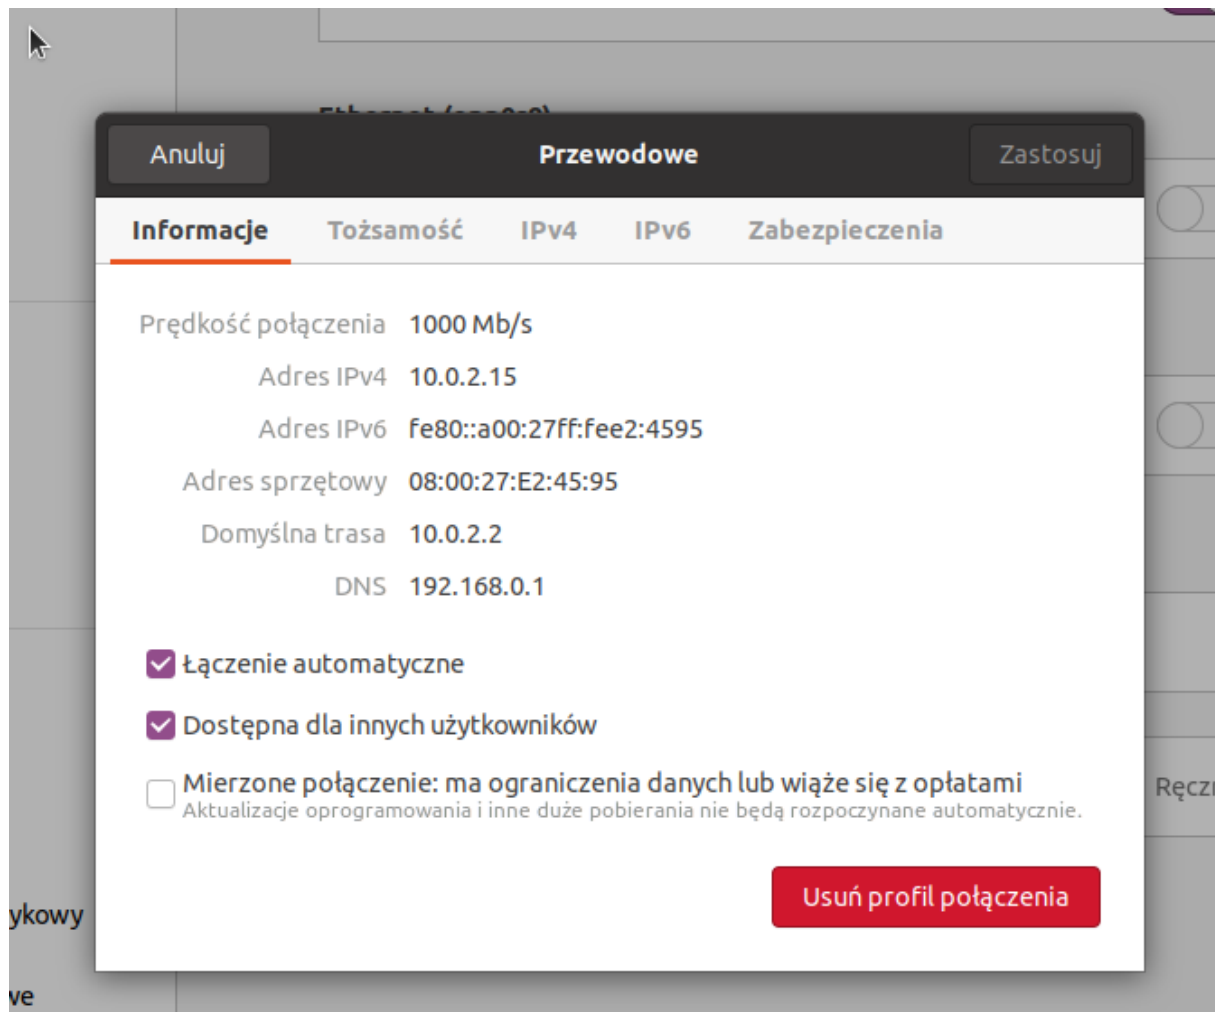 Anuluj Przewodowe Zastosuj
Informacje Tożsamość IPv4 IPv6 Zabezpieczenia
Prędkość połączenia 1000 Mb/s
Adres IPv4 10.0.2.15
Adres IPv6 fe80::a00:27ff:fee2:4595
Adres sprzętowy 08:00:27:E2:45:95
Domyślna trasa 10.0.2.2
DNS 192.168.0.1
Łączenie automatyczne
Dostępna dla innych użytkowników
Mierzone połączenie: ma ograniczenia danych lub wiąże się z opłatami
Aktualizacje oprogramowania i inne duże pobierania nie będą rozpoczynane automatycznie.
Usuń profil połączenia
ykowy